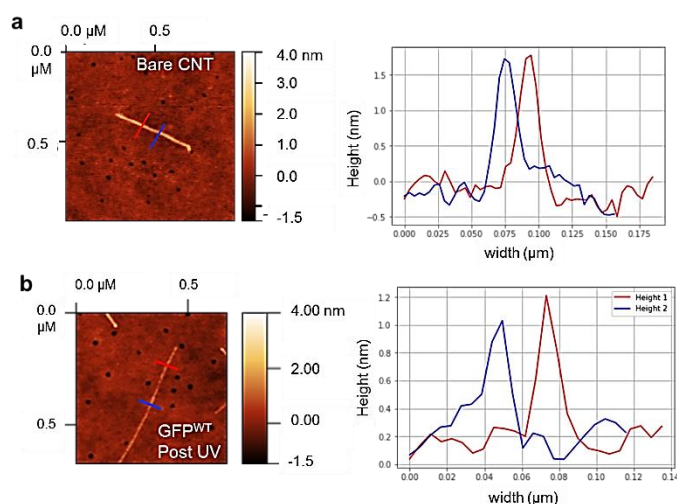 a
0.0 µM 0.5
0.0
µM
0.5
Bare CNT
4.0 nm
3.0
2.0
1.0
0.0
-1.5
Height (nm)
1.5
1.0
0.5
0.0
−0.5
0.000 0.025 0.050 0.075 0.100 0.125 0.150 0.175
width (µm)
b
0.0 µM 0.5
0.0
µM
0.5
GFPWT
Post UV
4.00 nm
2.00
0.00
-1.5
Height (nm)
1.2
1.0
0.8
0.6
0.4
0.2
0.0
Height 1
Height 2
0.00 0.02 0.04 0.06 0.08 0.10 0.12 0.14
width (µm)